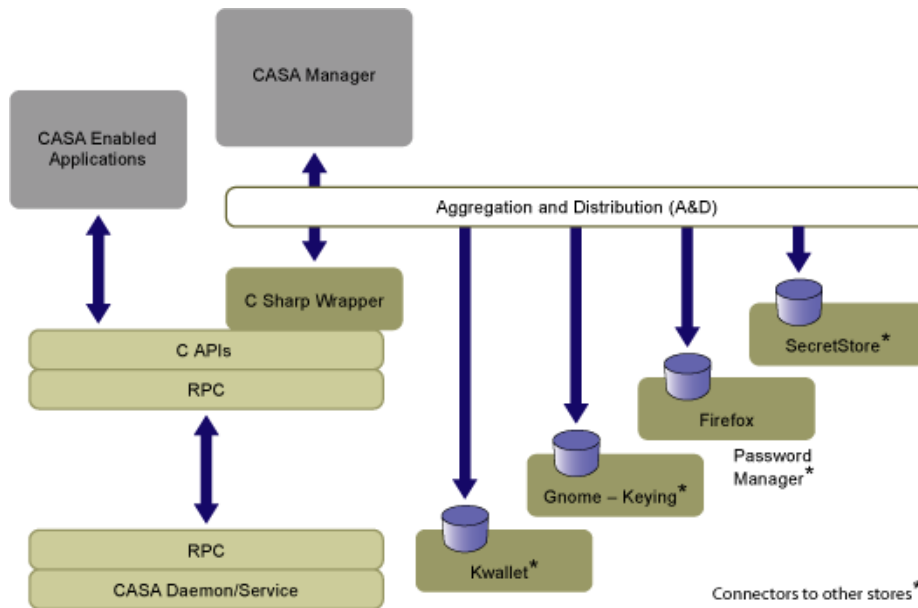 CASA Manager
CASA Enabled
Applications
Aggregation and Distribution (A&D)
C Sharp Wrapper
SecretStore*
C APIs
RPC
Firefox
Password
Manager*
Gnome – Keying*
RPC
Kwallet*
CASA Daemon/Service
Connectors to other stores*